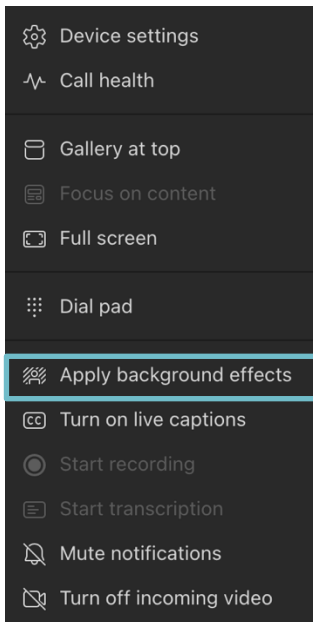 Device settings
Call health
Gallery at top
Focus on content
Full screen
Dial pad
Apply background effects
CC Turn on live captions
Start recording
Start transcription
Mute notifications
Turn off incoming video